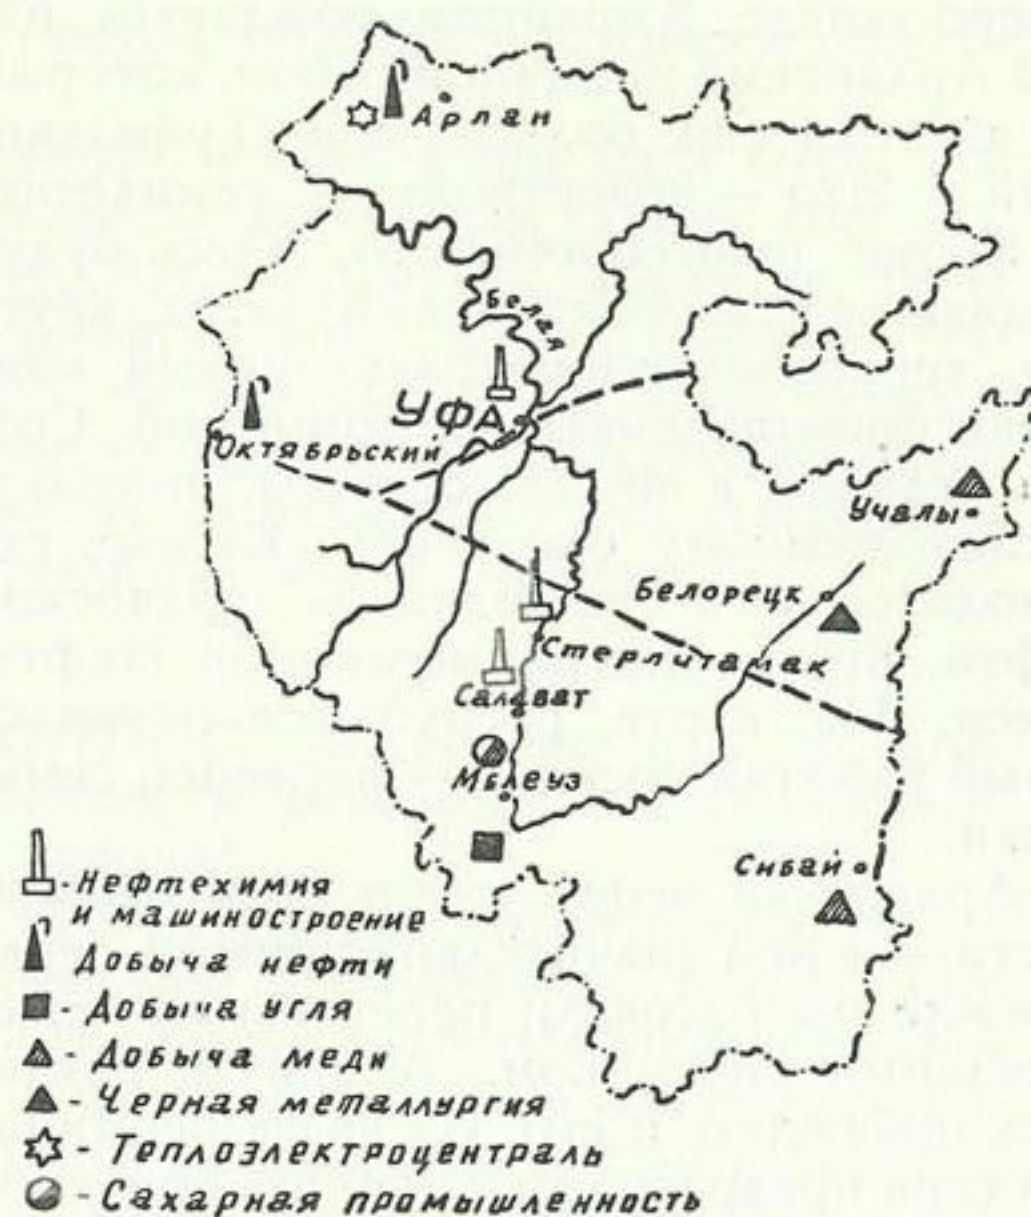 Арлан
Белая
УФА
Октябрьский
Учалы
Белорецк
Стерлитамак
Салават
Мелеуз
Сибай
- Нефтехимия
и машиностроение
Добыча нефти
- Добыча угля
- Добыча меди
- Черная металлургия
- Теплоэлектроцентраль
- Сахарная промышленность